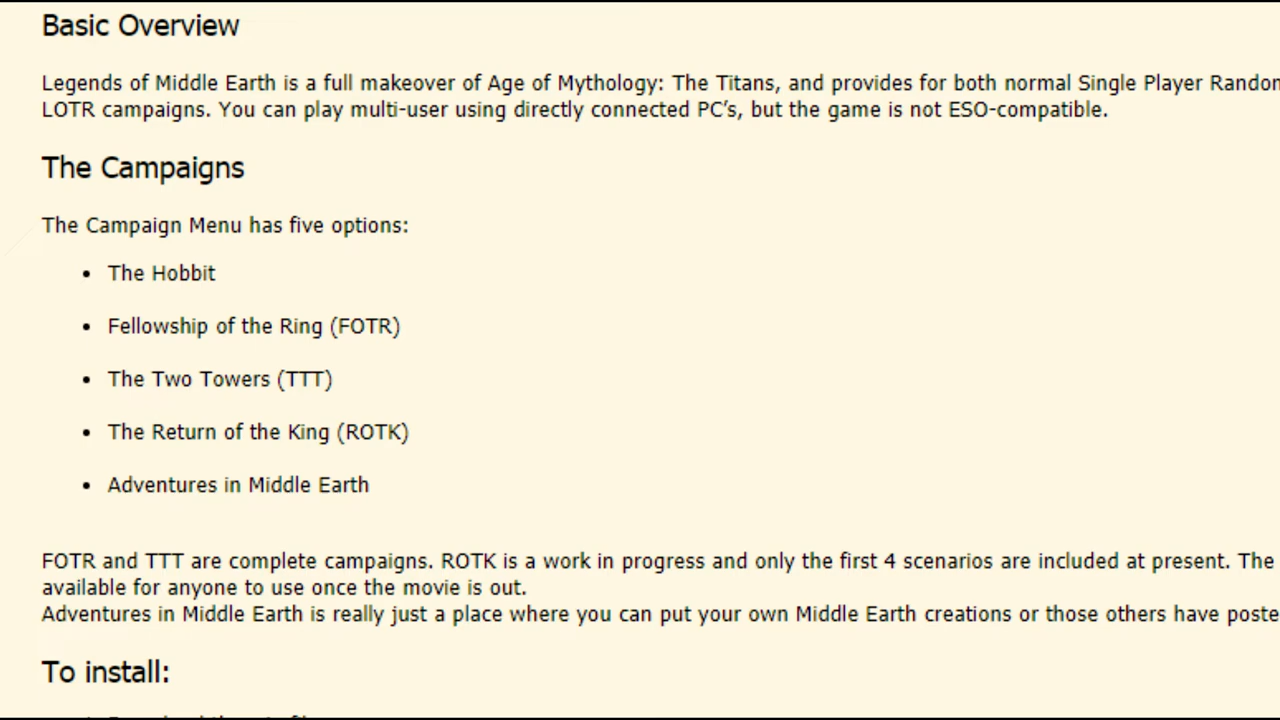 Basic Overview
Legends of Middle Earth is a full makeover of Age of Mythology: The Titans, and provides for both normal Single Player Random
LOTR campaigns. You can play multi-user using directly connected PC’s, but the game is not ESO-compatible.
The Campaigns
The Campaign Menu has five options:
• The Hobbit
• Fellowship of the Ring (FOTR)
• The Two Towers (TTT)
• The Return of the King (ROTK)
• Adventures in Middle Earth
FOTR and TTT are complete campaigns. ROTK is a work in progress and only the first 4 scenarios are included at present. The
available for anyone to use once the movie is out.
Adventures in Middle Earth is really just a place where you can put your own Middle Earth creations or those others have poste
To install: